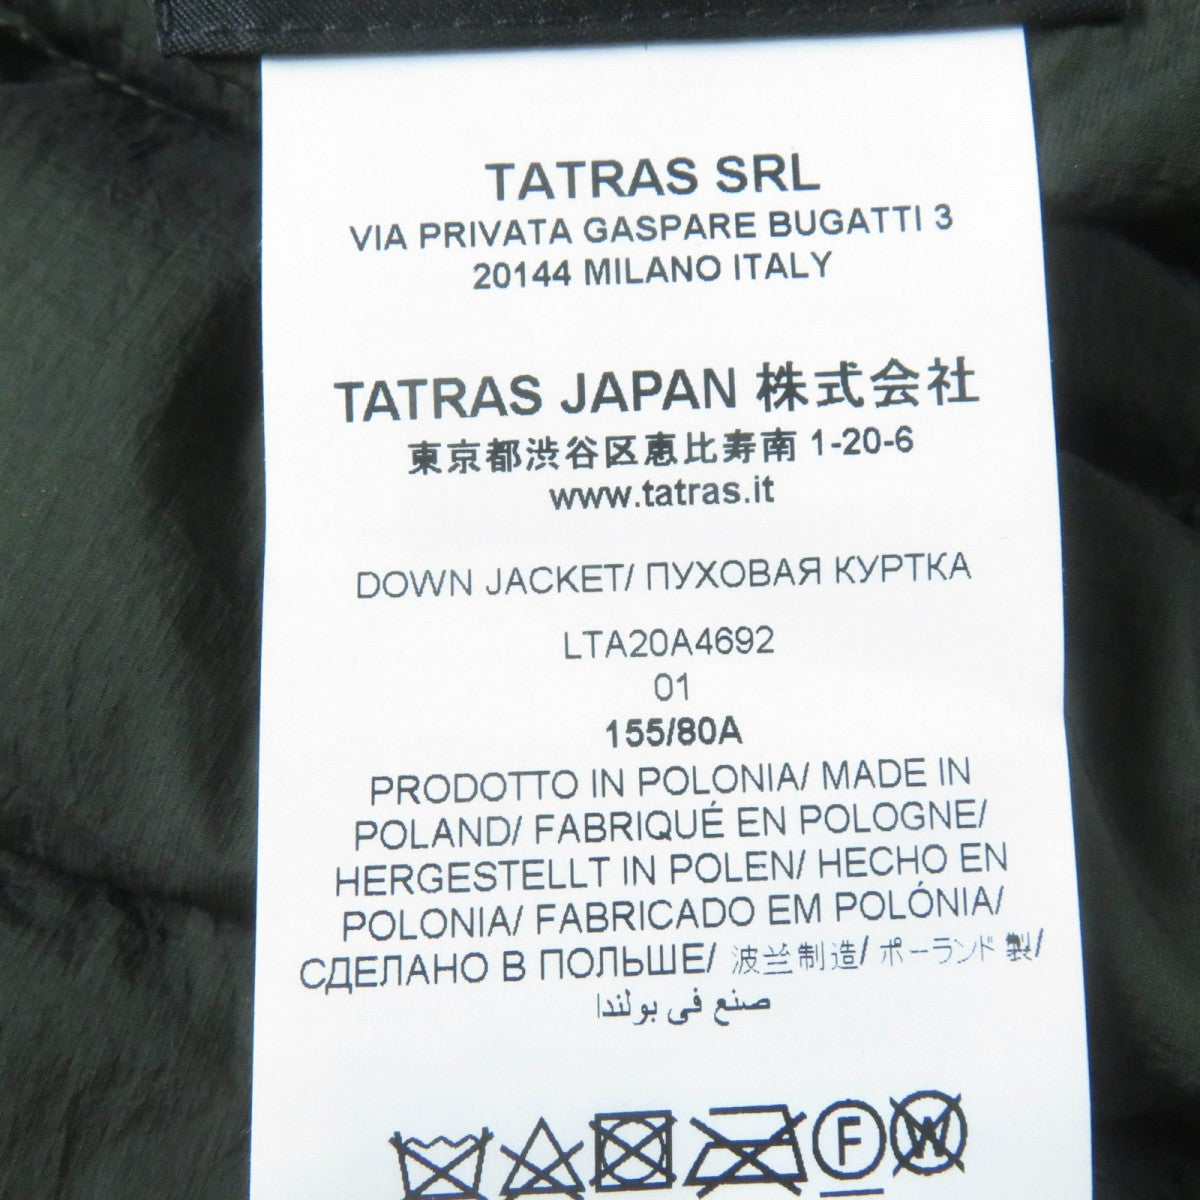 TATRAS SRL
VIA PRIVATA GASPARE BUGATTI 3
20144 MILANO ITALY
TATRAS JAPAN 株式会社
東京都渋谷区恵比寿南 1-20-6
www.tatras.it
DOWN JACKET/ ПУХОВАЯ КУРТКА
LTA20A4692
01
155/80A
PRODOTTO IN POLONIA/ MADE IN
POLAND/ FABRIQUÉ EN POLOGNE/
HERGESTELLT IN POLEN/ HECHO EN
POLONIA/ FABRICADO EM POLÓNIA/
СДЕЛАНО В ПОЛЬШЕ/ 波兰制造/ ポーランド 製/
صنع في بولندا
F W